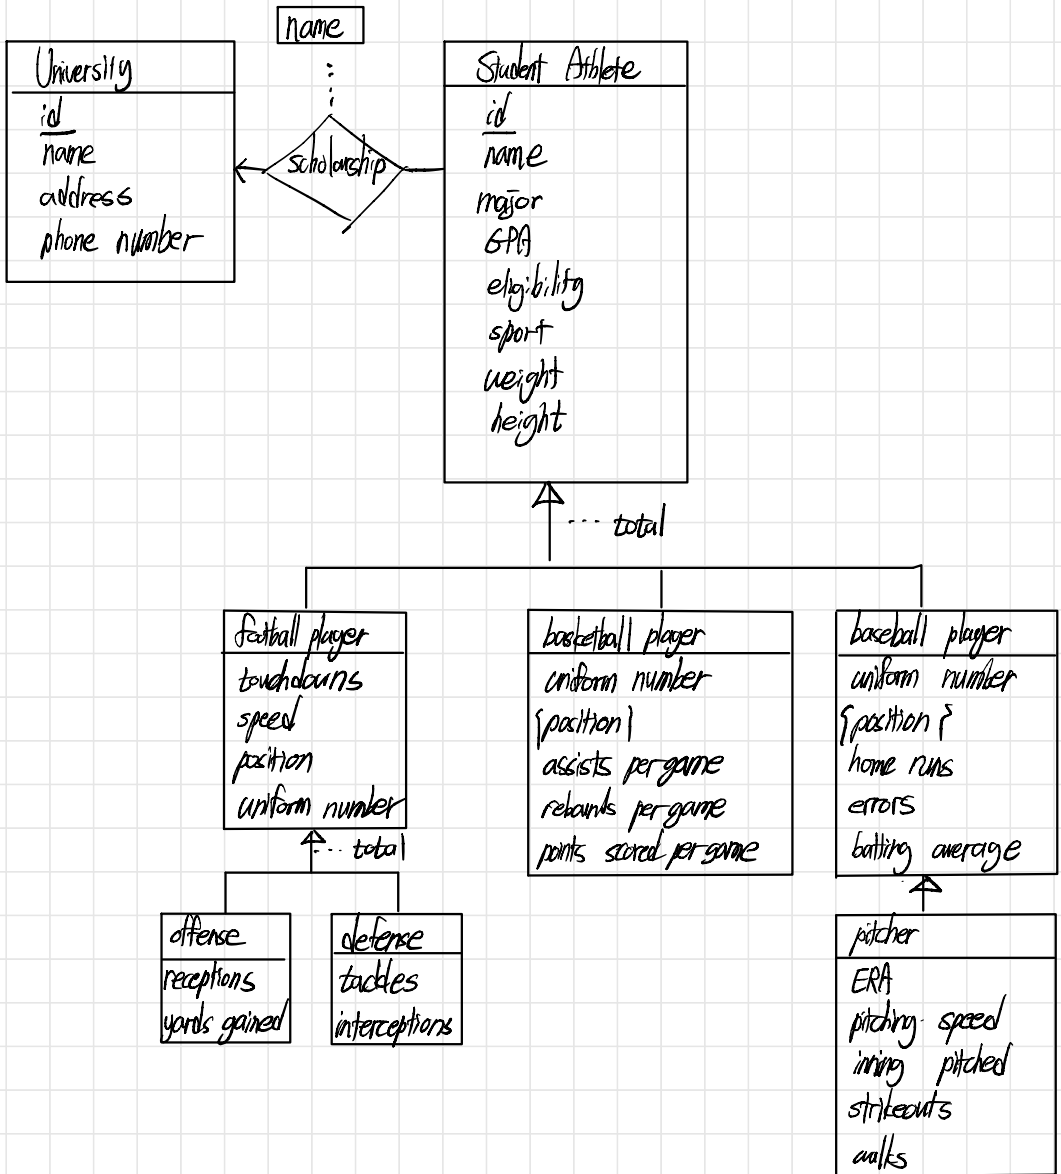 name
University
id
name
address
phone number
scholarship
Student Athlete
id
name
major
GPA
eligibility
sport
weight
height
... total
football player
touchdowns
speed
position
uniform number
... total
offense
receptions
yards gained
defense
tackles
interceptions
basketball player
uniform number
{position}
assists per game
rebounds per game
points scored per game
baseball player
uniform number
{position}
home runs
errors
batting average
pitcher
ERA
pitching speed
inning pitched
strikeouts
walks